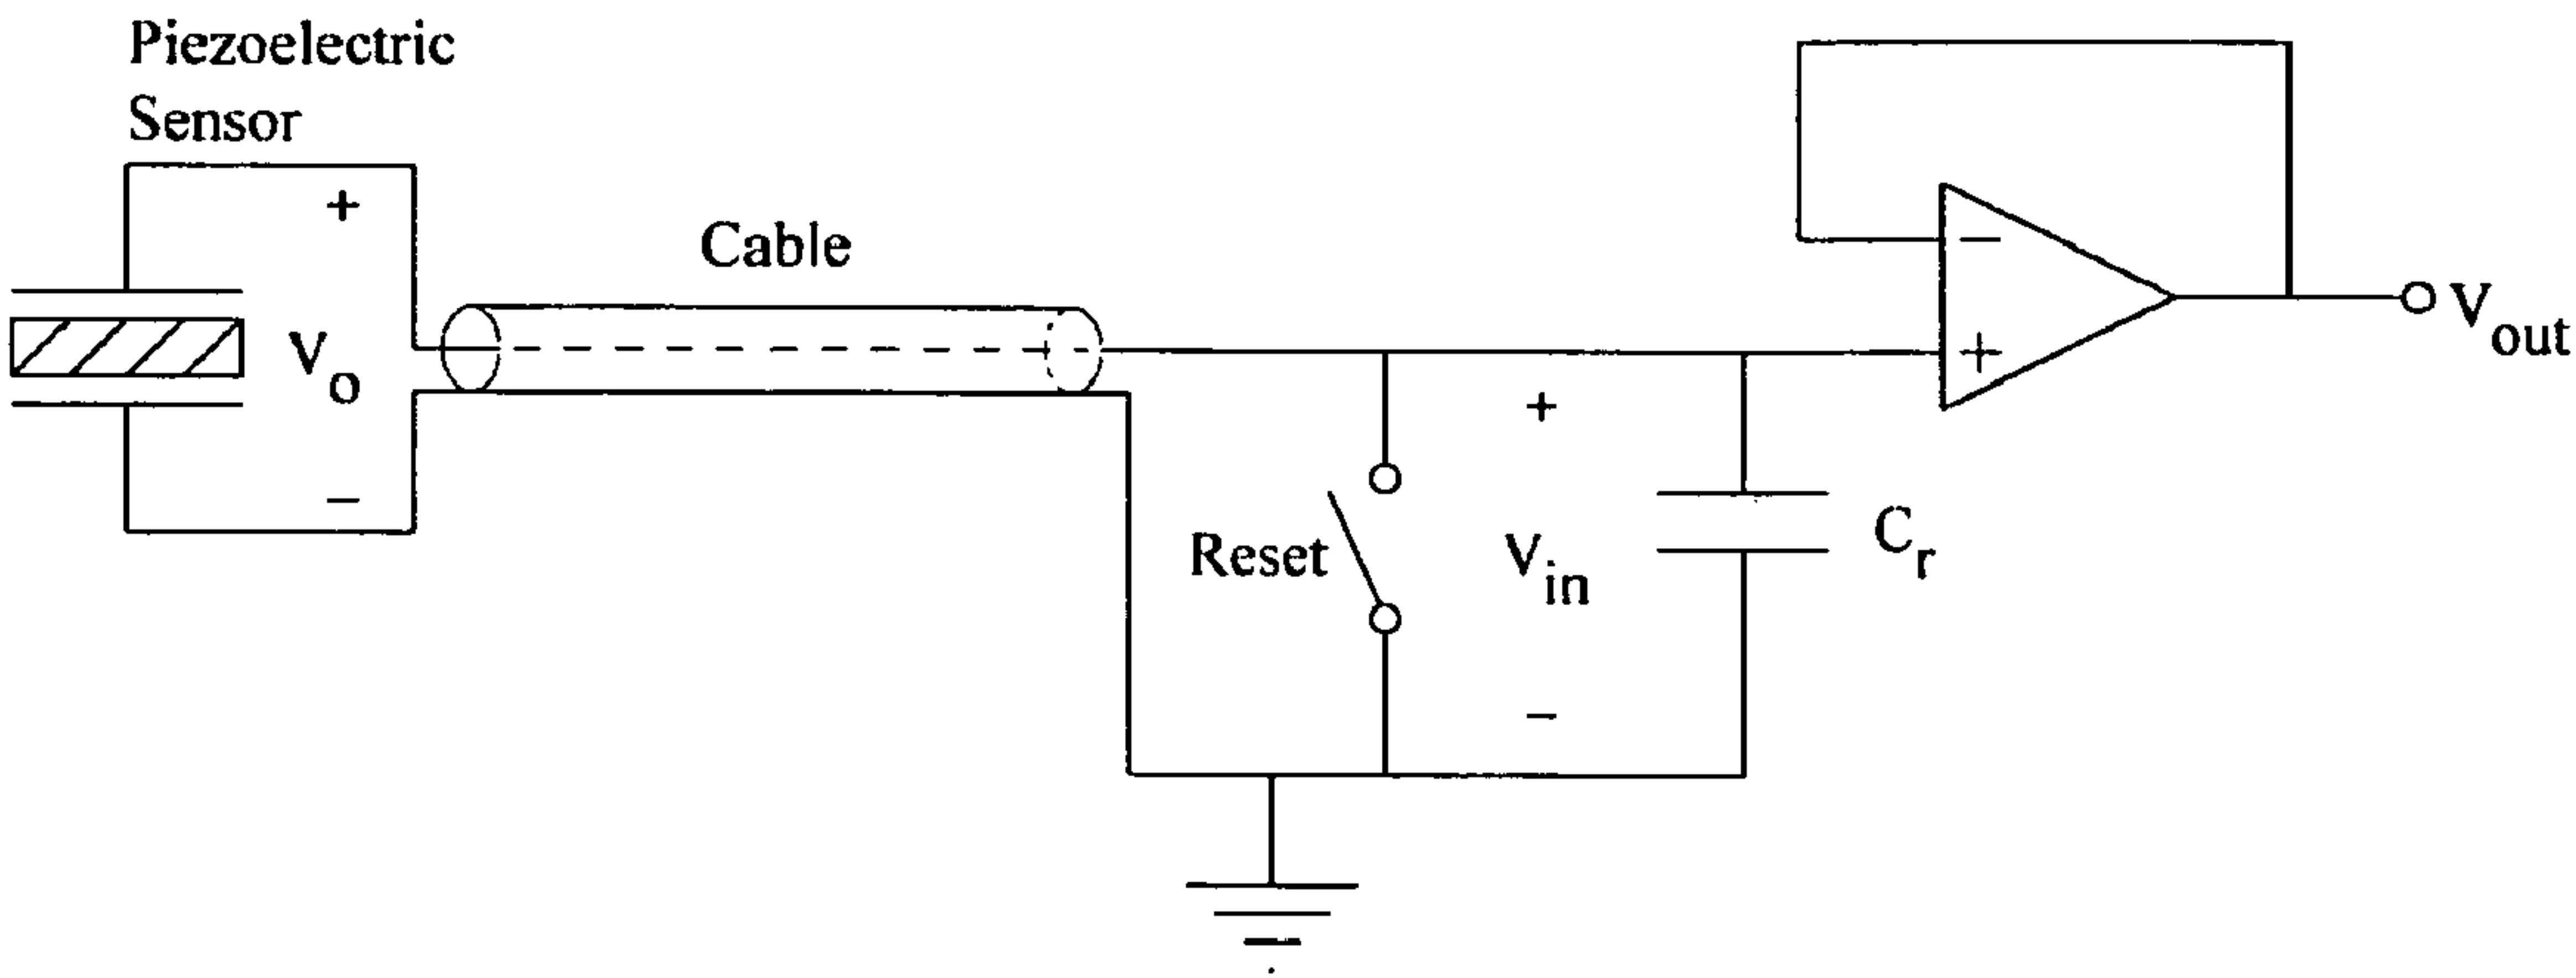 Piezoelectric
Sensor
+
Cable
V_o
−
−
+
V_out
+
Reset
V_in
C_r
−